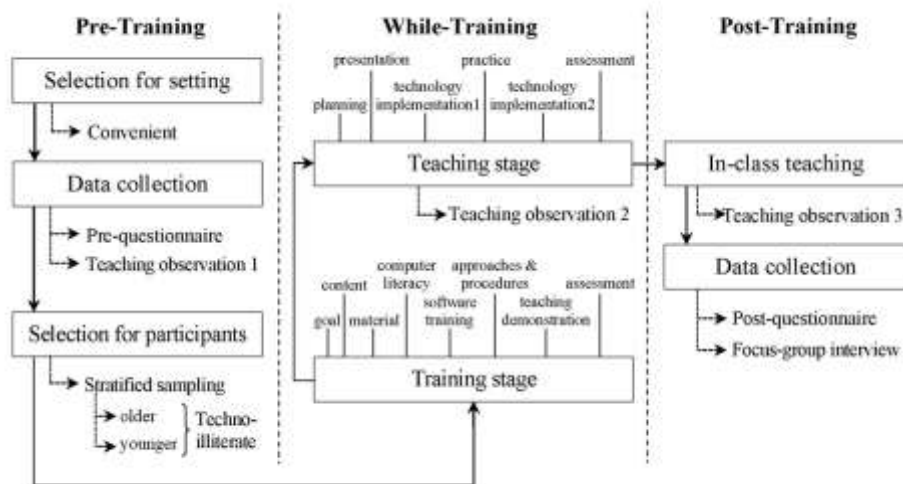 Pre-Training
Selection for setting
Convenient
Data collection
Pre-questionnaire
Teaching observation 1
Selection for participants
Stratified sampling
older
younger
Techno-
illiterate
While-Training
presentation
practice
assessment
technology
technology
planning
implementation1
implementation2
Teaching stage
Teaching observation 2
computer
approaches &
content
literacy
procedures
assessment
software
teaching
goal
material
training
demonstration
Training stage
Post-Training
In-class teaching
Teaching observation 3
Data collection
Post-questionnaire
Focus-group interview